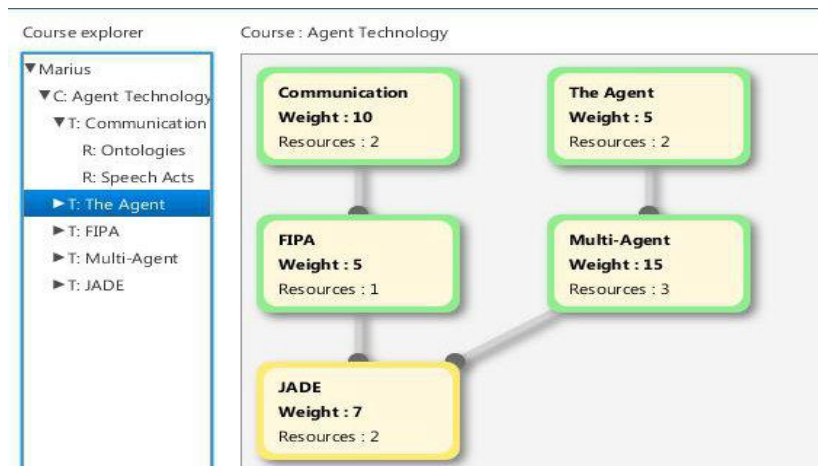 Course explorer
Course : Agent Technology
▼Marius
▼C: Agent Technology
▼T: Communication
R: Ontologies
R: Speech Acts
►T: The Agent
►T: FIPA
►T: Multi-Agent
►T: JADE
Communication
Weight : 10
Resources : 2
The Agent
Weight : 5
Resources : 2
FIPA
Weight : 5
Resources : 1
Multi-Agent
Weight : 15
Resources : 3
JADE
Weight : 7
Resources : 2